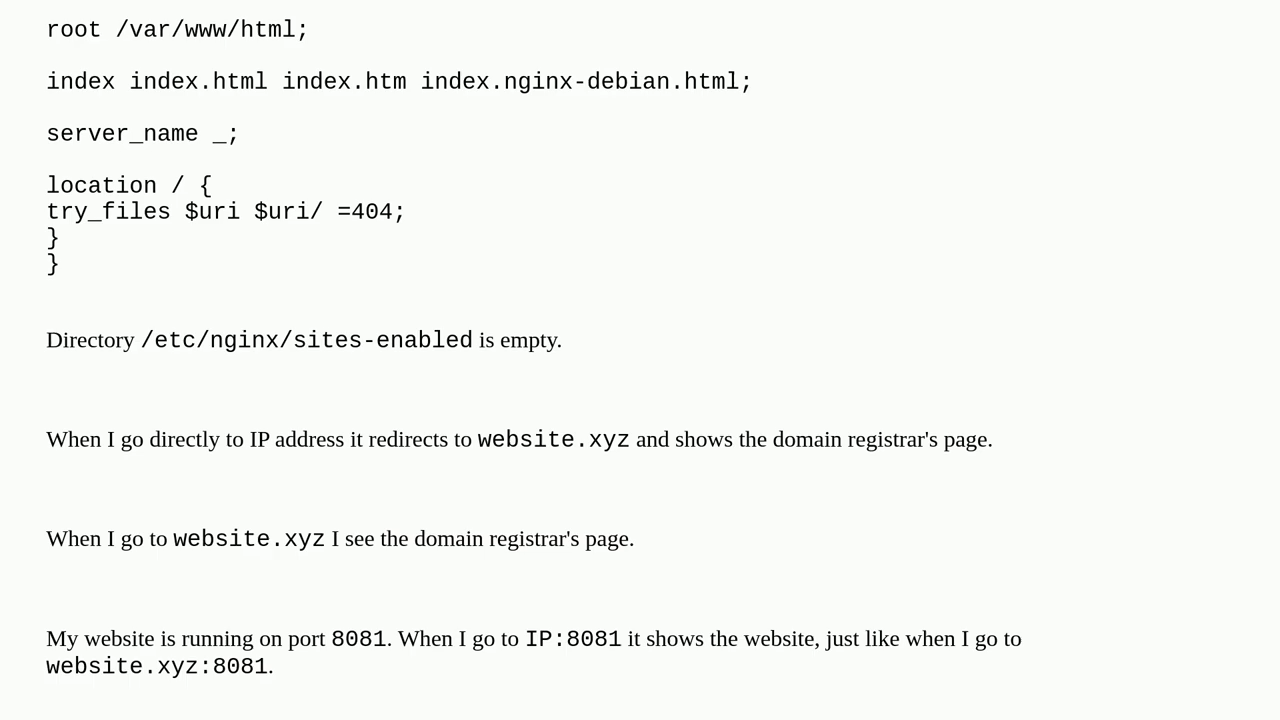 root /var/www/html;
index index.html index.htm index.nginx-debian.html;
server_name _;
location / {
try_files $uri $uri/ =404;
}
}
Directory /etc/nginx/sites-enabled is empty.
When I go directly to IP address it redirects to website.xyz and shows the domain registrar's page.
When I go to website.xyz I see the domain registrar's page.
My website is running on port 8081. When I go to IP:8081 it shows the website, just like when I go to
website.xyz:8081.